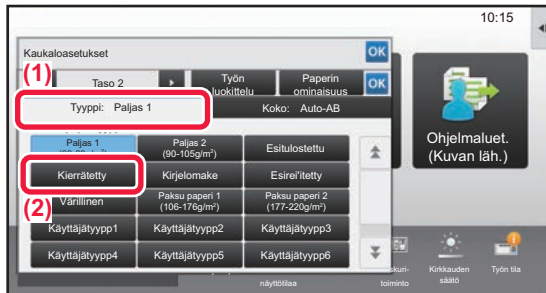 10:15
Kaukaloasetukset
OK
(1)
Taso 2
Työn
luokittelu
Paperin
ominaisuus
OK
Tyyppi: Paljas 1
Koko: Auto-AB
Paljas 1
Paljas 2
(90-105g/m²)
Esitulostettu
Kierrätetty
Kirjelomake
Esirei'itetty
(2)
Värillinen
Paksu paperi 1
(106-176g/m²)
Paksu paperi 2
(177-220g/m²)
Käyttäjätyypp1
Käyttäjätyypp2
Käyttäjätyypp3
Käyttäjätyypp4
Käyttäjätyypp5
Käyttäjätyypp6
Ohjelmaluet.
(Kuvan läh.)
näyttötilaa
toiminto
Kirkkauden
säätö
Työn tila